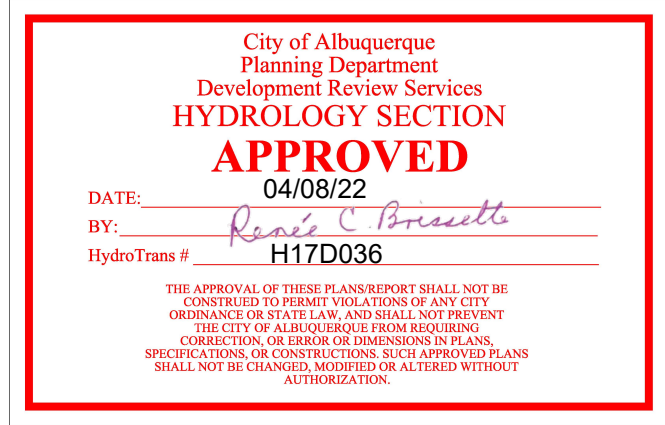 City of Albuquerque
Planning Department
Development Review Services
HYDROLOGY SECTION
APPROVED
DATE: 04/08/22
BY: Renée C. Brissette
HydroTrans # H17D036
THE APPROVAL OF THESE PLANS/REPORT SHALL NOT BE
CONSTRUED TO PERMIT VIOLATIONS OF ANY CITY
ORDINANCE OR STATE LAW, AND SHALL NOT PREVENT
THE CITY OF ALBUQUERQUE FROM REQUIRING
CORRECTION, OR ERROR OR DIMENSIONS IN PLANS,
SPECIFICATIONS, OR CONSTRUCTIONS. SUCH APPROVED PLANS
SHALL NOT BE CHANGED, MODIFIED OR ALTERED WITHOUT
AUTHORIZATION.